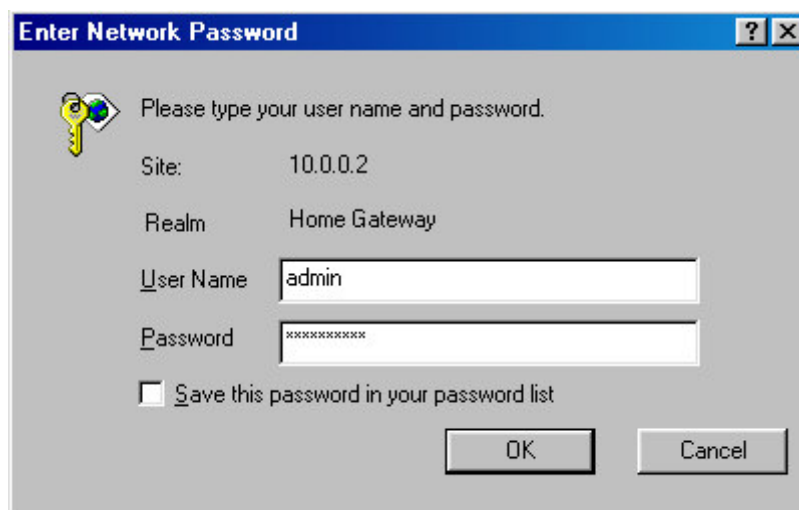 Enter Network Password
Please type your user name and password.
Site: 10.0.0.2
Realm Home Gateway
User Name admin
Password **********
Save this password in your password list
OK Cancel